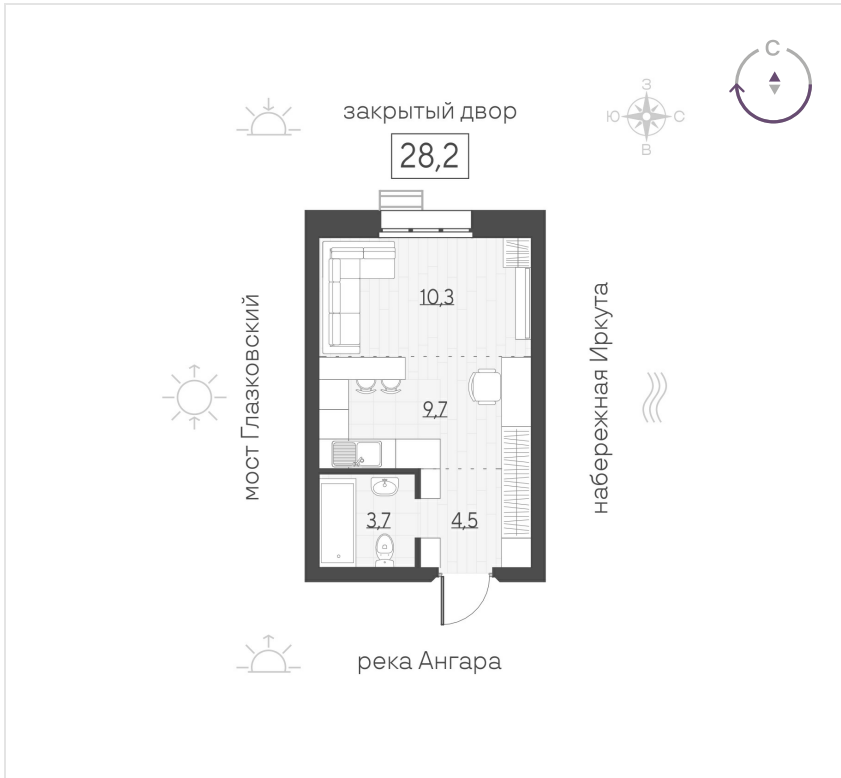 С
закрытый двор
28,2
З
Ю
С
В
10,3
мост Глазковский
набережная Иркута
9,7
3,7
4,5
река Ангара